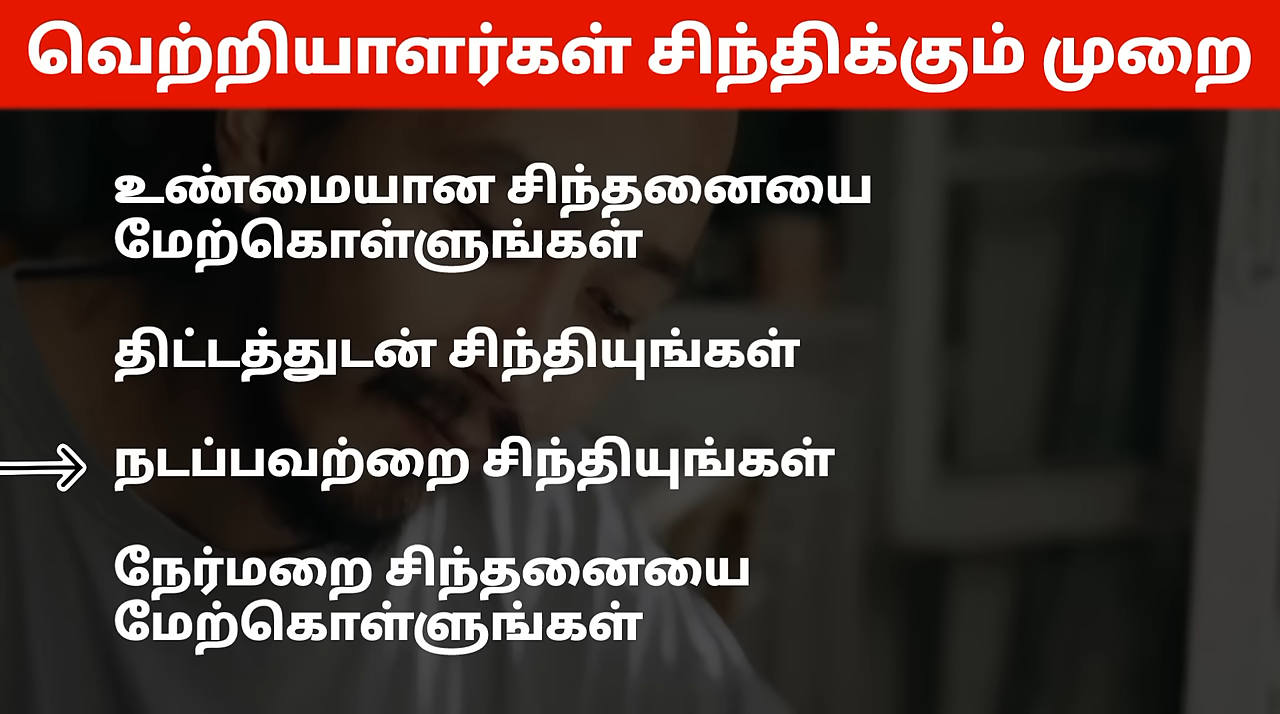 வெற்றியாளர்கள் சிந்திக்கும் முறை
உண்மையான சிந்தனையை
மேற்கொள்ளுங்கள்
திட்டத்துடன் சிந்தியுங்கள்
நடப்பவற்றை சிந்தியுங்கள்
நேர்மறை சிந்தனையை
மேற்கொள்ளுங்கள்